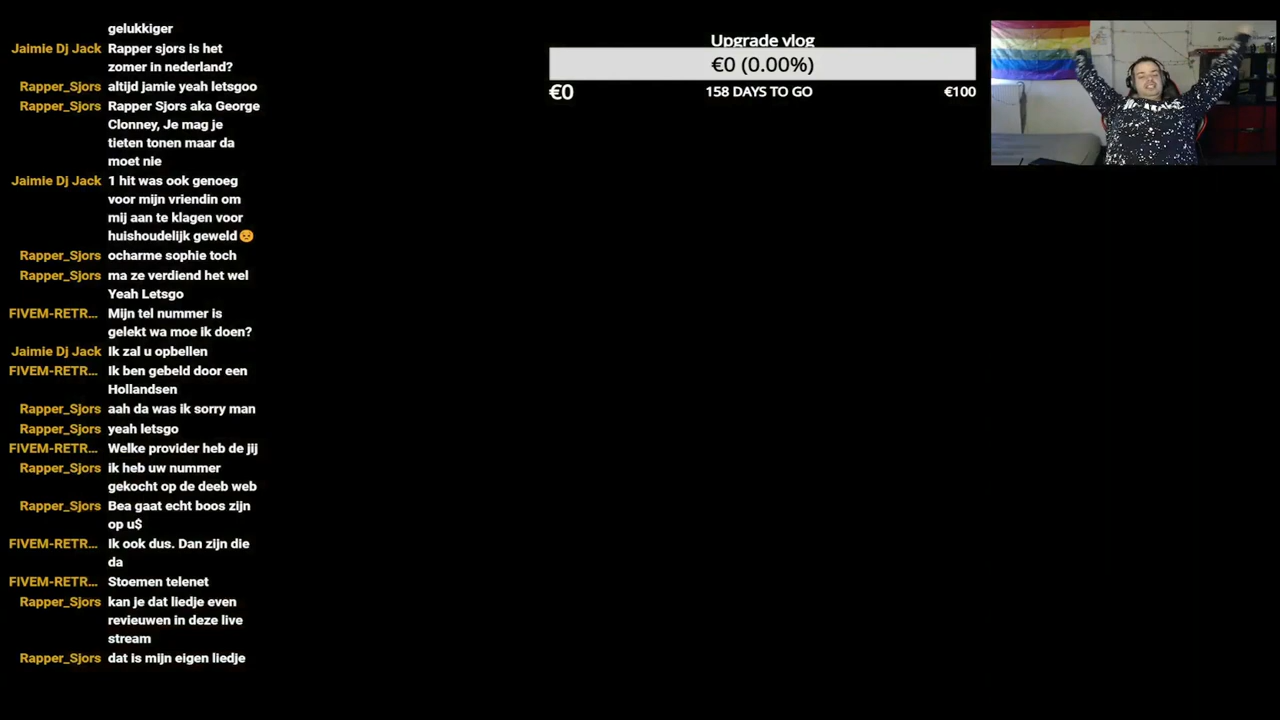 gelukkiger
Jaimie Dj Jack Rapper sjors is het
zomer in nederland?
Rapper_Sjors altijd jamie yeah letsgoo
Rapper_Sjors Rapper Sjors aka George
Clonney, Je mag je
tieten tonen maar da
moet nie
Jaimie Dj Jack 1 hit was ook genoeg
voor mijn vriendin om
mij aan te klagen voor
huishoudelijk geweld😟
Rapper_Sjors ocharme sophie toch
Rapper_Sjors ma ze verdiend het wel
Yeah Letsgo
FIVEM-RETR... Mijn tel nummer is
gelekt wa moe ik doen?
Jaimie Dj Jack Ik zal u opbellen
FIVEM-RETR... Ik ben gebeld door een
Hollandsen
Rapper_Sjors aah da was ik sorry man
Rapper_Sjors yeah letsgo
FIVEM-RETR... Welke provider heb de jij
Rapper_Sjors ik heb uw nummer
gekocht op de deeb web
Rapper_Sjors Bea gaat echt boos zijn
op u$
FIVEM-RETR... Ik ook dus. Dan zijn die
da
FIVEM-RETR... Stoemen telenet
Rapper_Sjors kan je dat liedje even
revieuwen in deze live
stream
Rapper_Sjors dat is mijn eigen liedje
Upgrade vlog
€0 (0.00%)
€0 158 DAYS TO GO €100